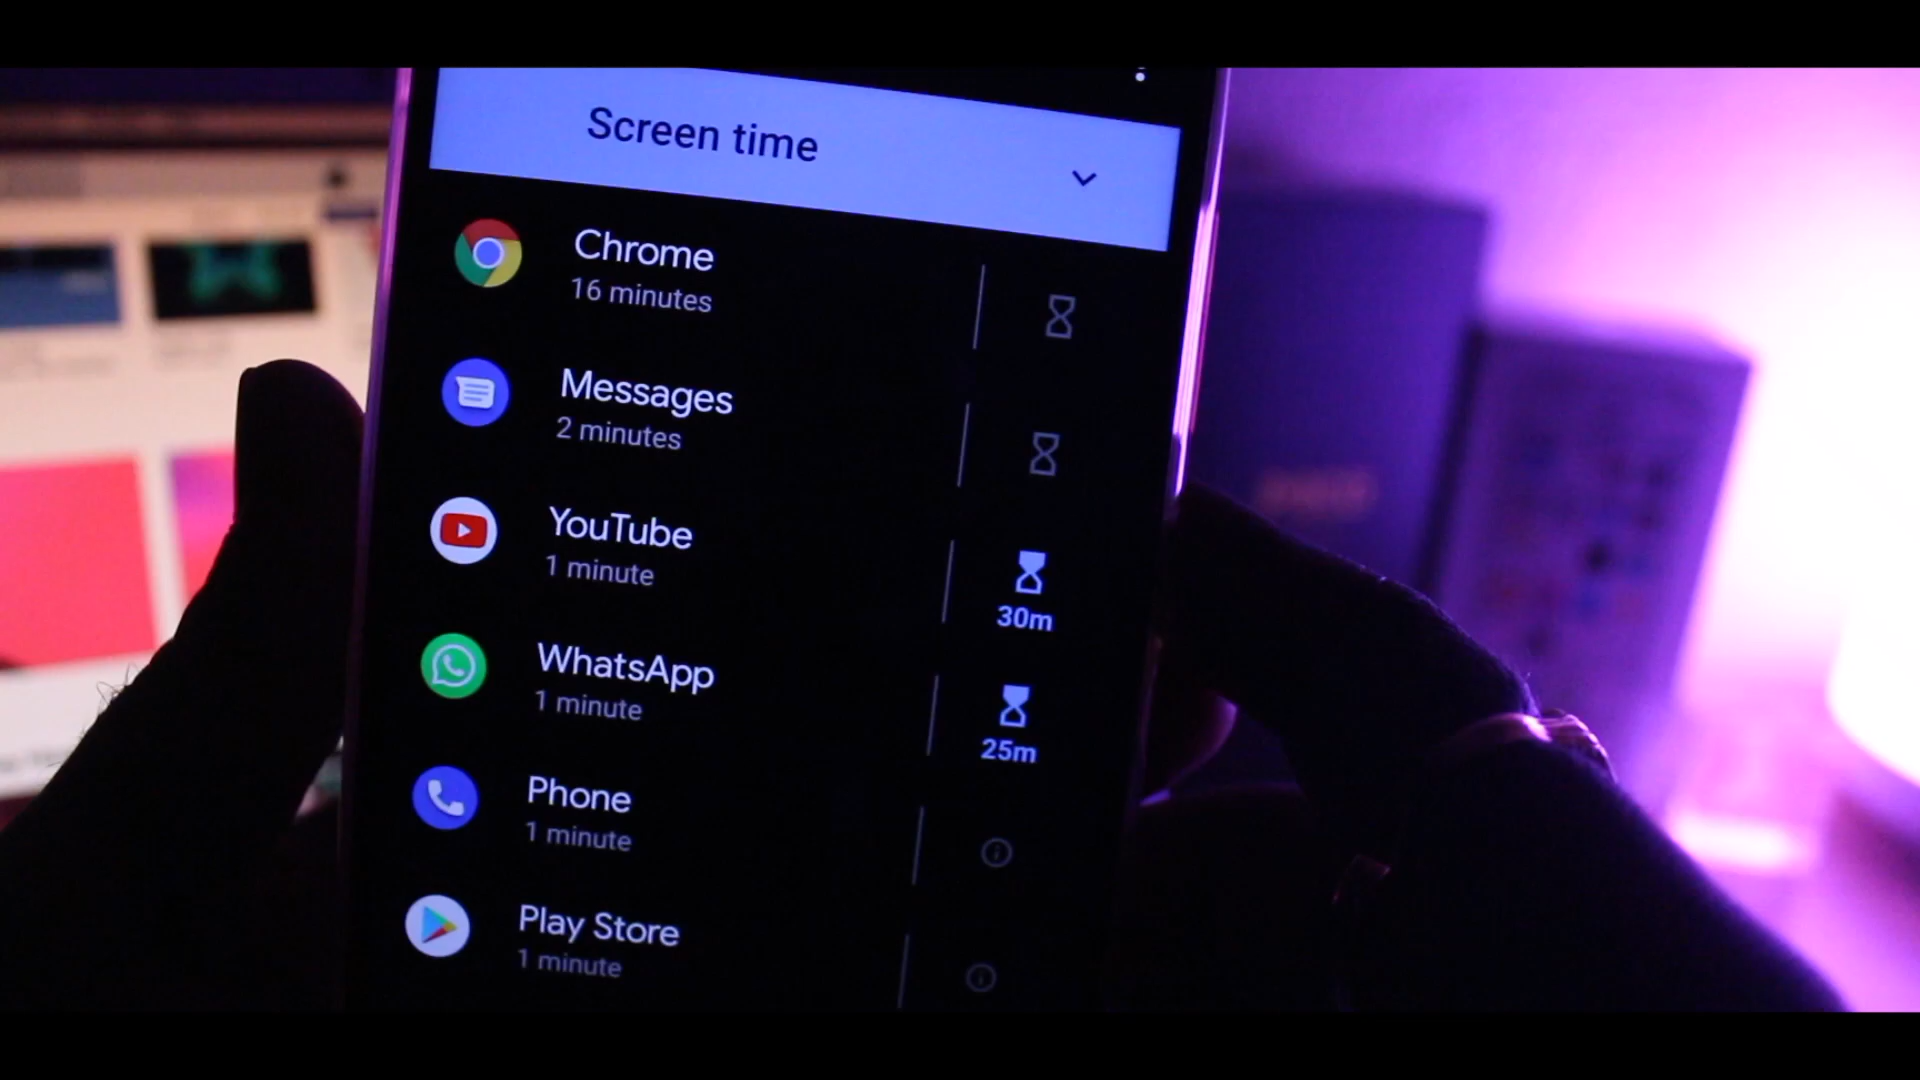 Screen time
Chrome
16 minutes
Messages
2 minutes
YouTube
1 minute
30m
WhatsApp
1 minute
25m
Phone
1 minute
Play Store
1 minute